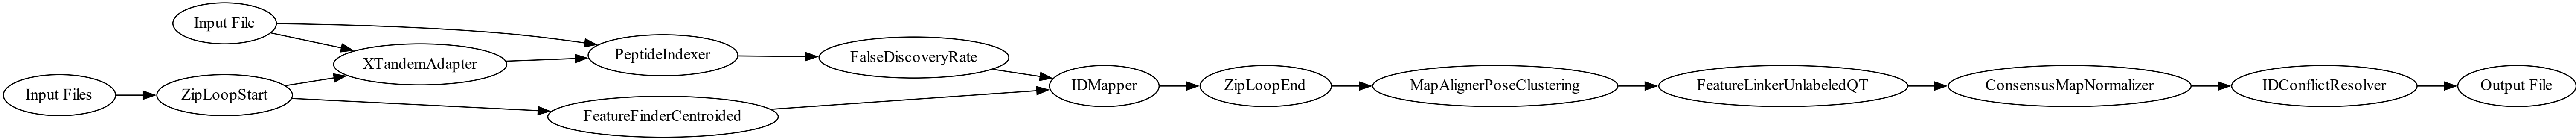 Input File
PeptideIndexer
FalseDiscoveryRate
XTandemAdapter
Input Files
ZipLoopStart
IDMapper
ZipLoopEnd
MapAlignerPoseClustering
FeatureLinkerUnlabeledQT
ConsensusMapNormalizer
IDConflictResolver
Output File
FeatureFinderCentroided